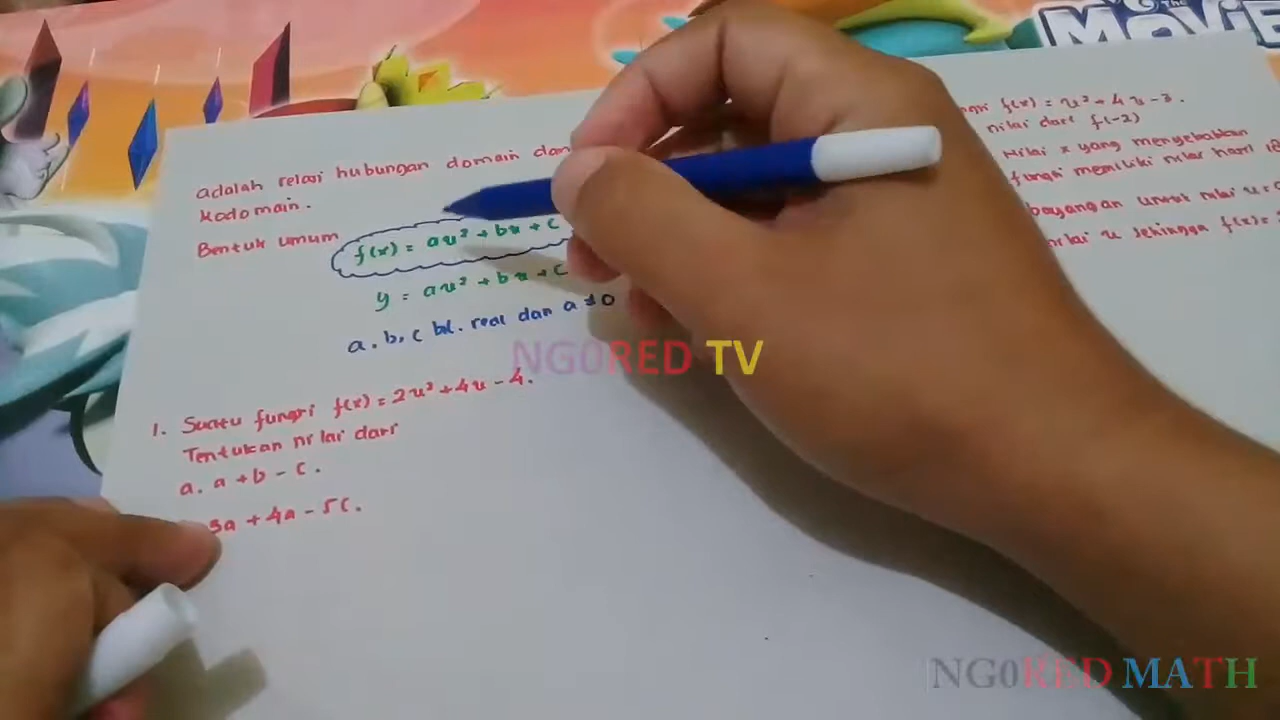 adalah relasi hubungan domain dan
kodomain.
Bentuk umum f(x) = ax² + bx + c
y = ax² + bx + c
a, b, c bil. real dan a ≠ 0
1. Suatu fungsi f(x) = 2x² + 4x - 4.
Tentukan nilai dari
a. a + b - c.
3a + 4a - 5c.
f(x) = x² + 4x - 3.
nilai dari f(-2)
Nilai x yang menyebabkan
fungsi memiliki nilai hasil
bayangan untuk nilai x =
nilai x sehingga f(x) =
MOVIE
NG0RED TV
NG0RED MATH